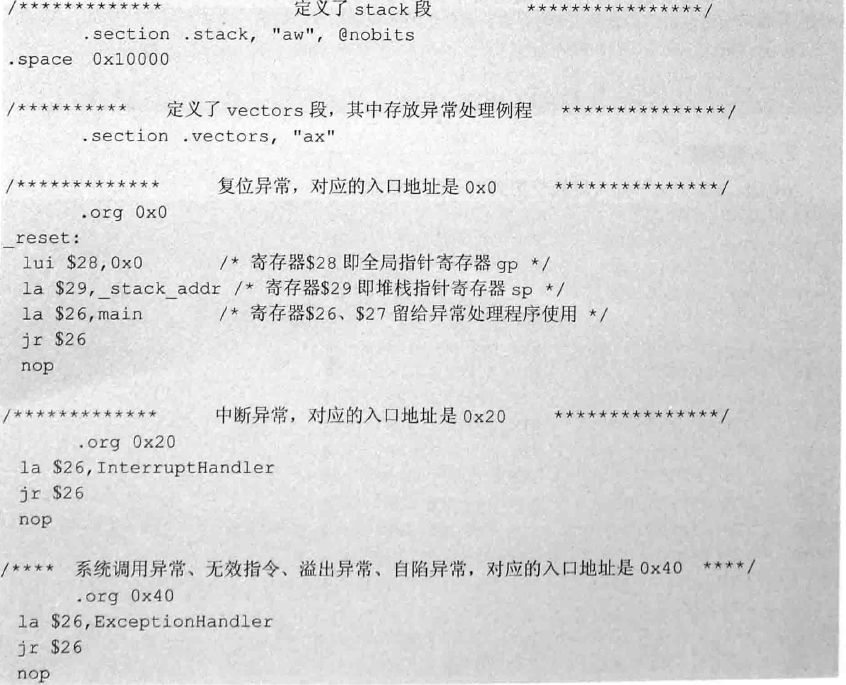 /************* 定义了 stack 段 ****************/
.section .stack, "aw", @nobits
.space 0x10000
/********** 定义了 vectors 段，其中存放异常处理例程 ***************/
.section .vectors, "ax"
/************* 复位异常，对应的入口地址是 0x0 ***************/
.org 0x0
_reset:
lui $28,0x0 /* 寄存器$28 即全局指针寄存器 gp */
la $29,_stack_addr /* 寄存器$29 即堆栈指针寄存器 sp */
la $26,main /* 寄存器$26、$27 留给异常处理程序使用 */
jr $26
nop
/************* 中断异常，对应的入口地址是 0x20 ***************/
.org 0x20
la $26,InterruptHandler
jr $26
nop
/**** 系统调用异常、无效指令、溢出异常、自陷异常，对应的入口地址是 0x40 ****/
.org 0x40
la $26,ExceptionHandler
jr $26
nop